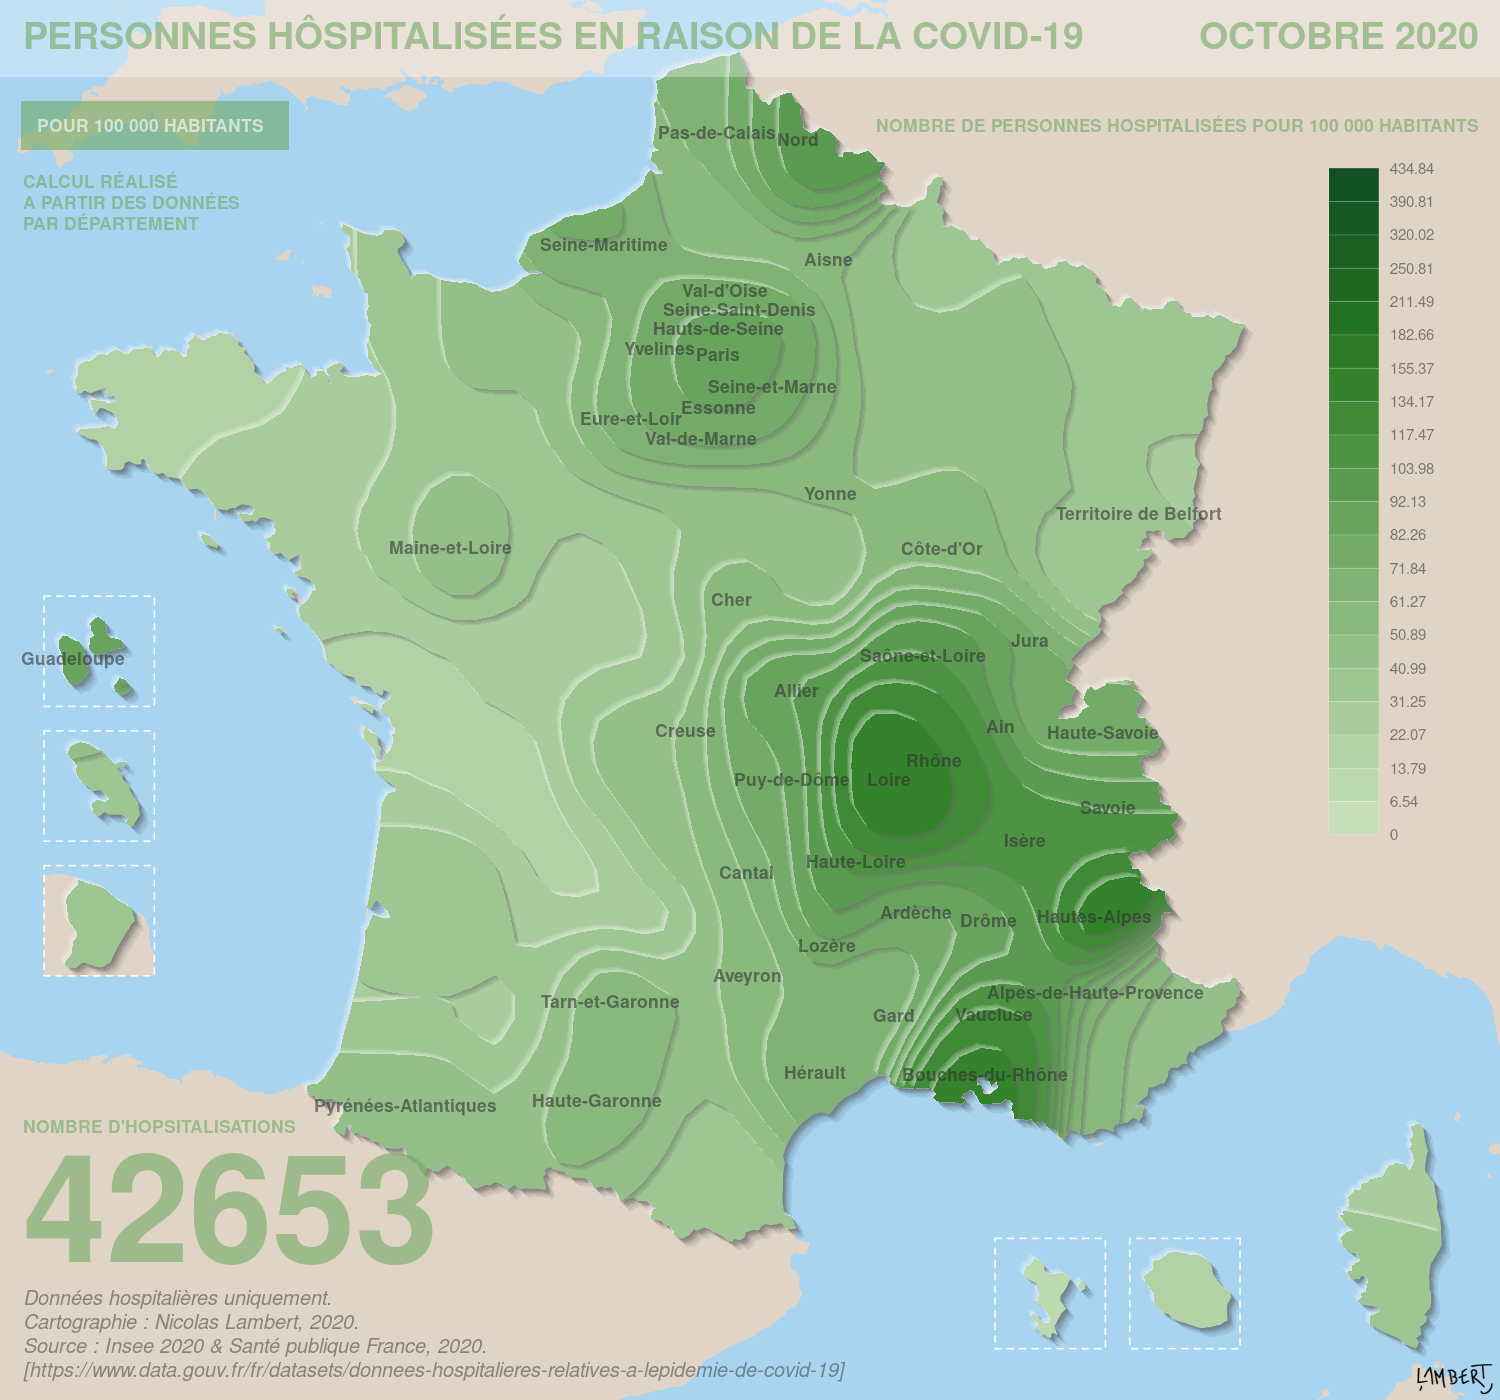 PERSONNES HÔSPITALISÉES EN RAISON DE LA COVID-19
OCTOBRE 2020
POUR 100 000 HABITANTS
CALCUL RÉALISÉ
A PARTIR DES DONNÉES
PAR DÉPARTEMENT
NOMBRE DE PERSONNES HOSPITALISÉES POUR 100 000 HABITANTS
434.84
390.81
320.02
250.81
211.49
182.66
155.37
134.17
117.47
103.98
92.13
82.26
71.84
61.27
50.89
40.99
31.25
22.07
13.79
6.54
0
Pas-de-Calais
Nord
Seine-Maritime
Aisne
Val-d'Oise
Seine-Saint-Denis
Hauts-de-Seine
Yvelines
Paris
Seine-et-Marne
Essonne
Eure-et-Loir
Val-de-Marne
Yonne
Territoire de Belfort
Maine-et-Loire
Côte-d'Or
Cher
Jura
Saône-et-Loire
Guadeloupe
Allier
Creuse
Ain
Haute-Savoie
Rhône
Puy-de-Dôme
Loire
Savoie
Isère
Haute-Loire
Cantal
Ardèche
Drôme
Hautes-Alpes
Lozère
Aveyron
Alpes-de-Haute-Provence
Tarn-et-Garonne
Gard
Vaucluse
Hérault
Bouches-du-Rhône
Haute-Garonne
Pyrénées-Atlantiques
NOMBRE D'HOPSITALISATIONS
42653
Données hospitalières uniquement.
Cartographie : Nicolas Lambert, 2020.
Source : Insee 2020 & Santé publique France, 2020.
[https://www.data.gouv.fr/fr/datasets/donnees-hospitalieres-relatives-a-lepidemie-de-covid-19]
LAMBERT